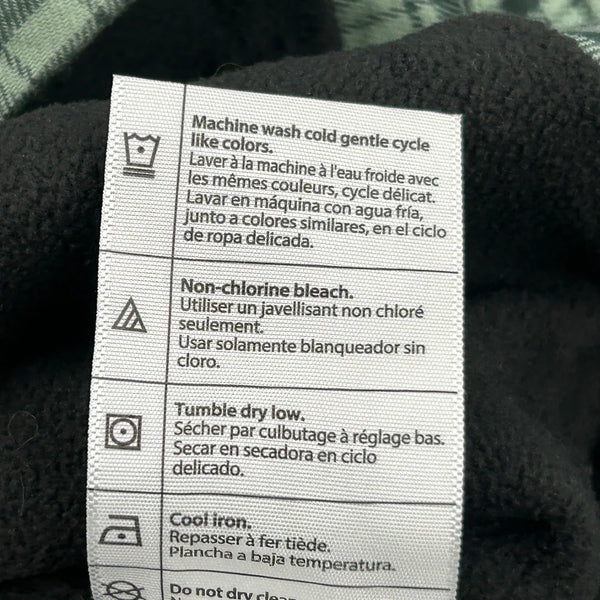 Machine wash cold gentle cycle
like colors.
Laver à la machine à l'eau froide avec
les mêmes couleurs, cycle délicat.
Lavar en máquina con agua fría,
junto a colores similares, en el ciclo
de ropa delicada.
Non-chlorine bleach.
Utiliser un javellisant non chloré
seulement.
Usar solamente blanqueador sin
cloro.
Tumble dry low.
Sécher par culbutage à réglage bas.
Secar en secadora en ciclo
delicado.
Cool iron.
Repasser à fer tiède.
Plancha a baja temperatura.
Do not dry clean